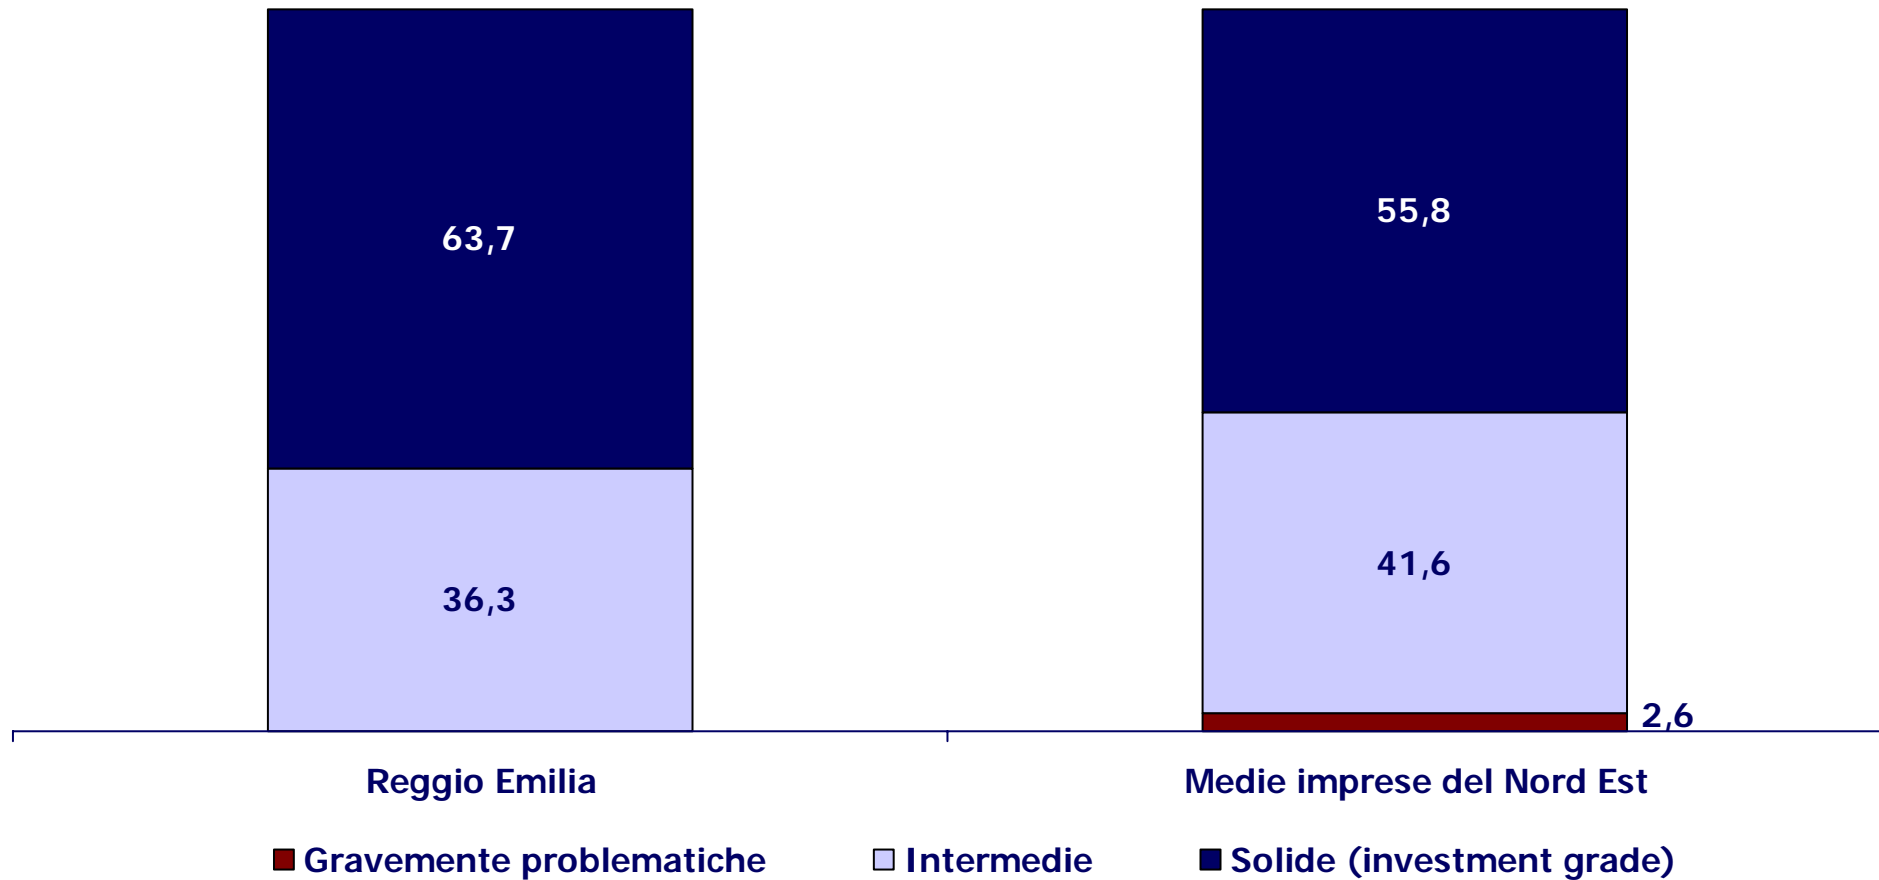 63,7
55,8
36,3
41,6
2,6
Reggio Emilia
Medie imprese del Nord Est
Gravemente problematiche
Intermedie
Solide (investment grade)